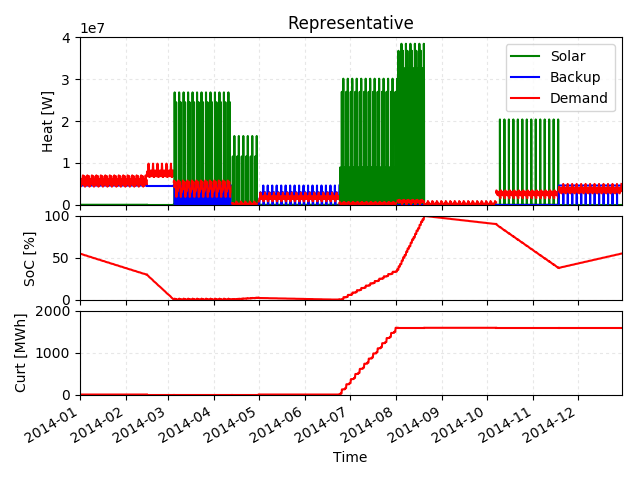 Representative
1e7
4
3
2
1
0
Heat [W]
Solar
Backup
Demand
100
50
0
SoC [%]
2000
1000
0
Curt [MWh]
2014-01
2014-02
2014-03
2014-04
2014-05
2014-06
2014-07
2014-08
2014-09
2014-10
2014-11
2014-12
Time